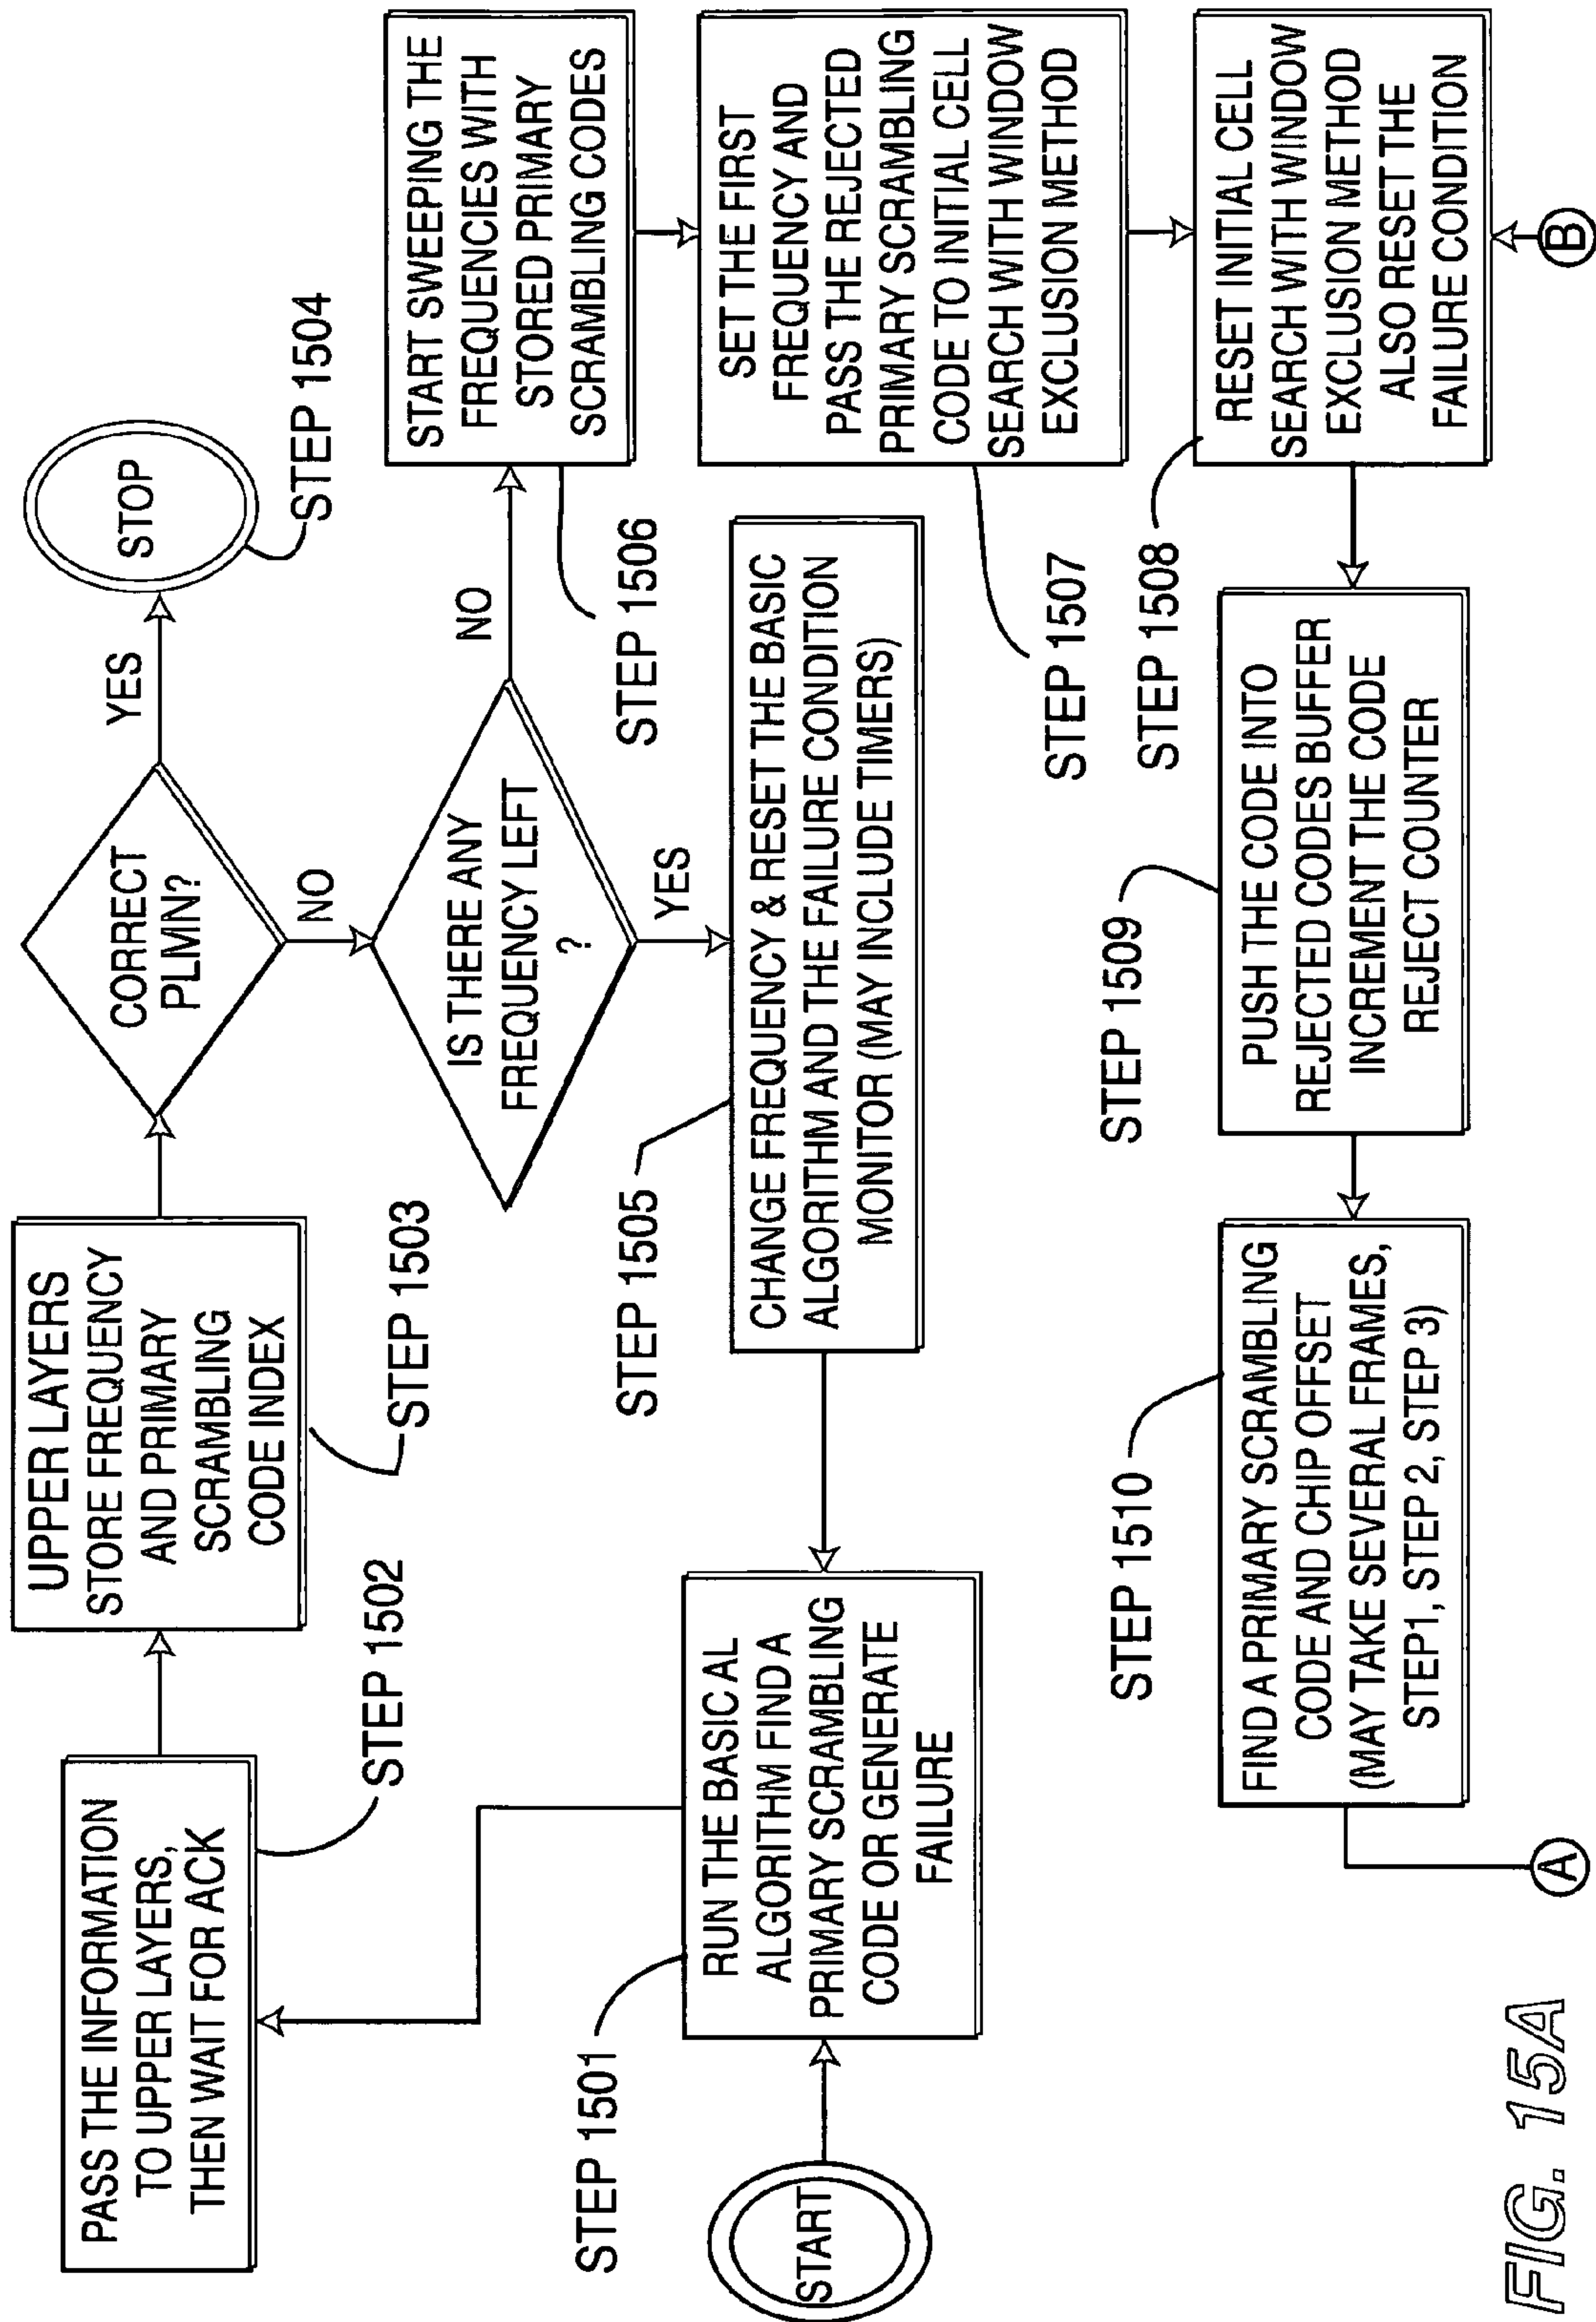 START
STEP 1501
RUN THE BASIC AL
ALGORITHM FIND A
PRIMARY SCRAMBLING
CODE OR GENERATE
FAILURE
PASS THE INFORMATION
TO UPPER LAYERS,
THEN WAIT FOR ACK
STEP 1502
UPPER LAYERS
STORE FREQUENCY
AND PRIMARY
SCRAMBLING
CODE INDEX
STEP 1503
CORRECT
PLMN?
YES
STOP
STEP 1504
NO
IS THERE ANY
FREQUENCY LEFT
?
YES
CHANGE FREQUENCY & RESET THE BASIC
ALGORITHM AND THE FAILURE CONDITION
MONITOR (MAY INCLUDE TIMERS)
STEP 1505
NO
START SWEEPING THE
FREQUENCIES WITH
STORED PRIMARY
SCRAMBLING CODES
STEP 1506
SET THE FIRST
FREQUENCY AND
PASS THE REJECTED
PRIMARY SCRAMBLING
CODE TO INITIAL CELL
SEARCH WITH WINDOW
EXCLUSION METHOD
STEP 1507
RESET INITIAL CELL
SEARCH WITH WINDOW
EXCLUSION METHOD
ALSO RESET THE
FAILURE CONDITION
STEP 1508
B
PUSH THE CODE INTO
REJECTED CODES BUFFER
INCREMENT THE CODE
REJECT COUNTER
STEP 1509
FIND A PRIMARY SCRAMBLING
CODE AND CHIP OFFSET
(MAY TAKE SEVERAL FRAMES,
STEP1, STEP 2, STEP 3)
STEP 1510
A
FIG. 15A